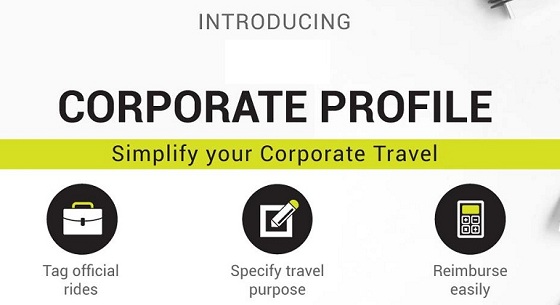 INTRODUCING
CORPORATE PROFILE
Simplify your Corporate Travel
Tag official
rides
Specify travel
purpose
Reimburse
easily